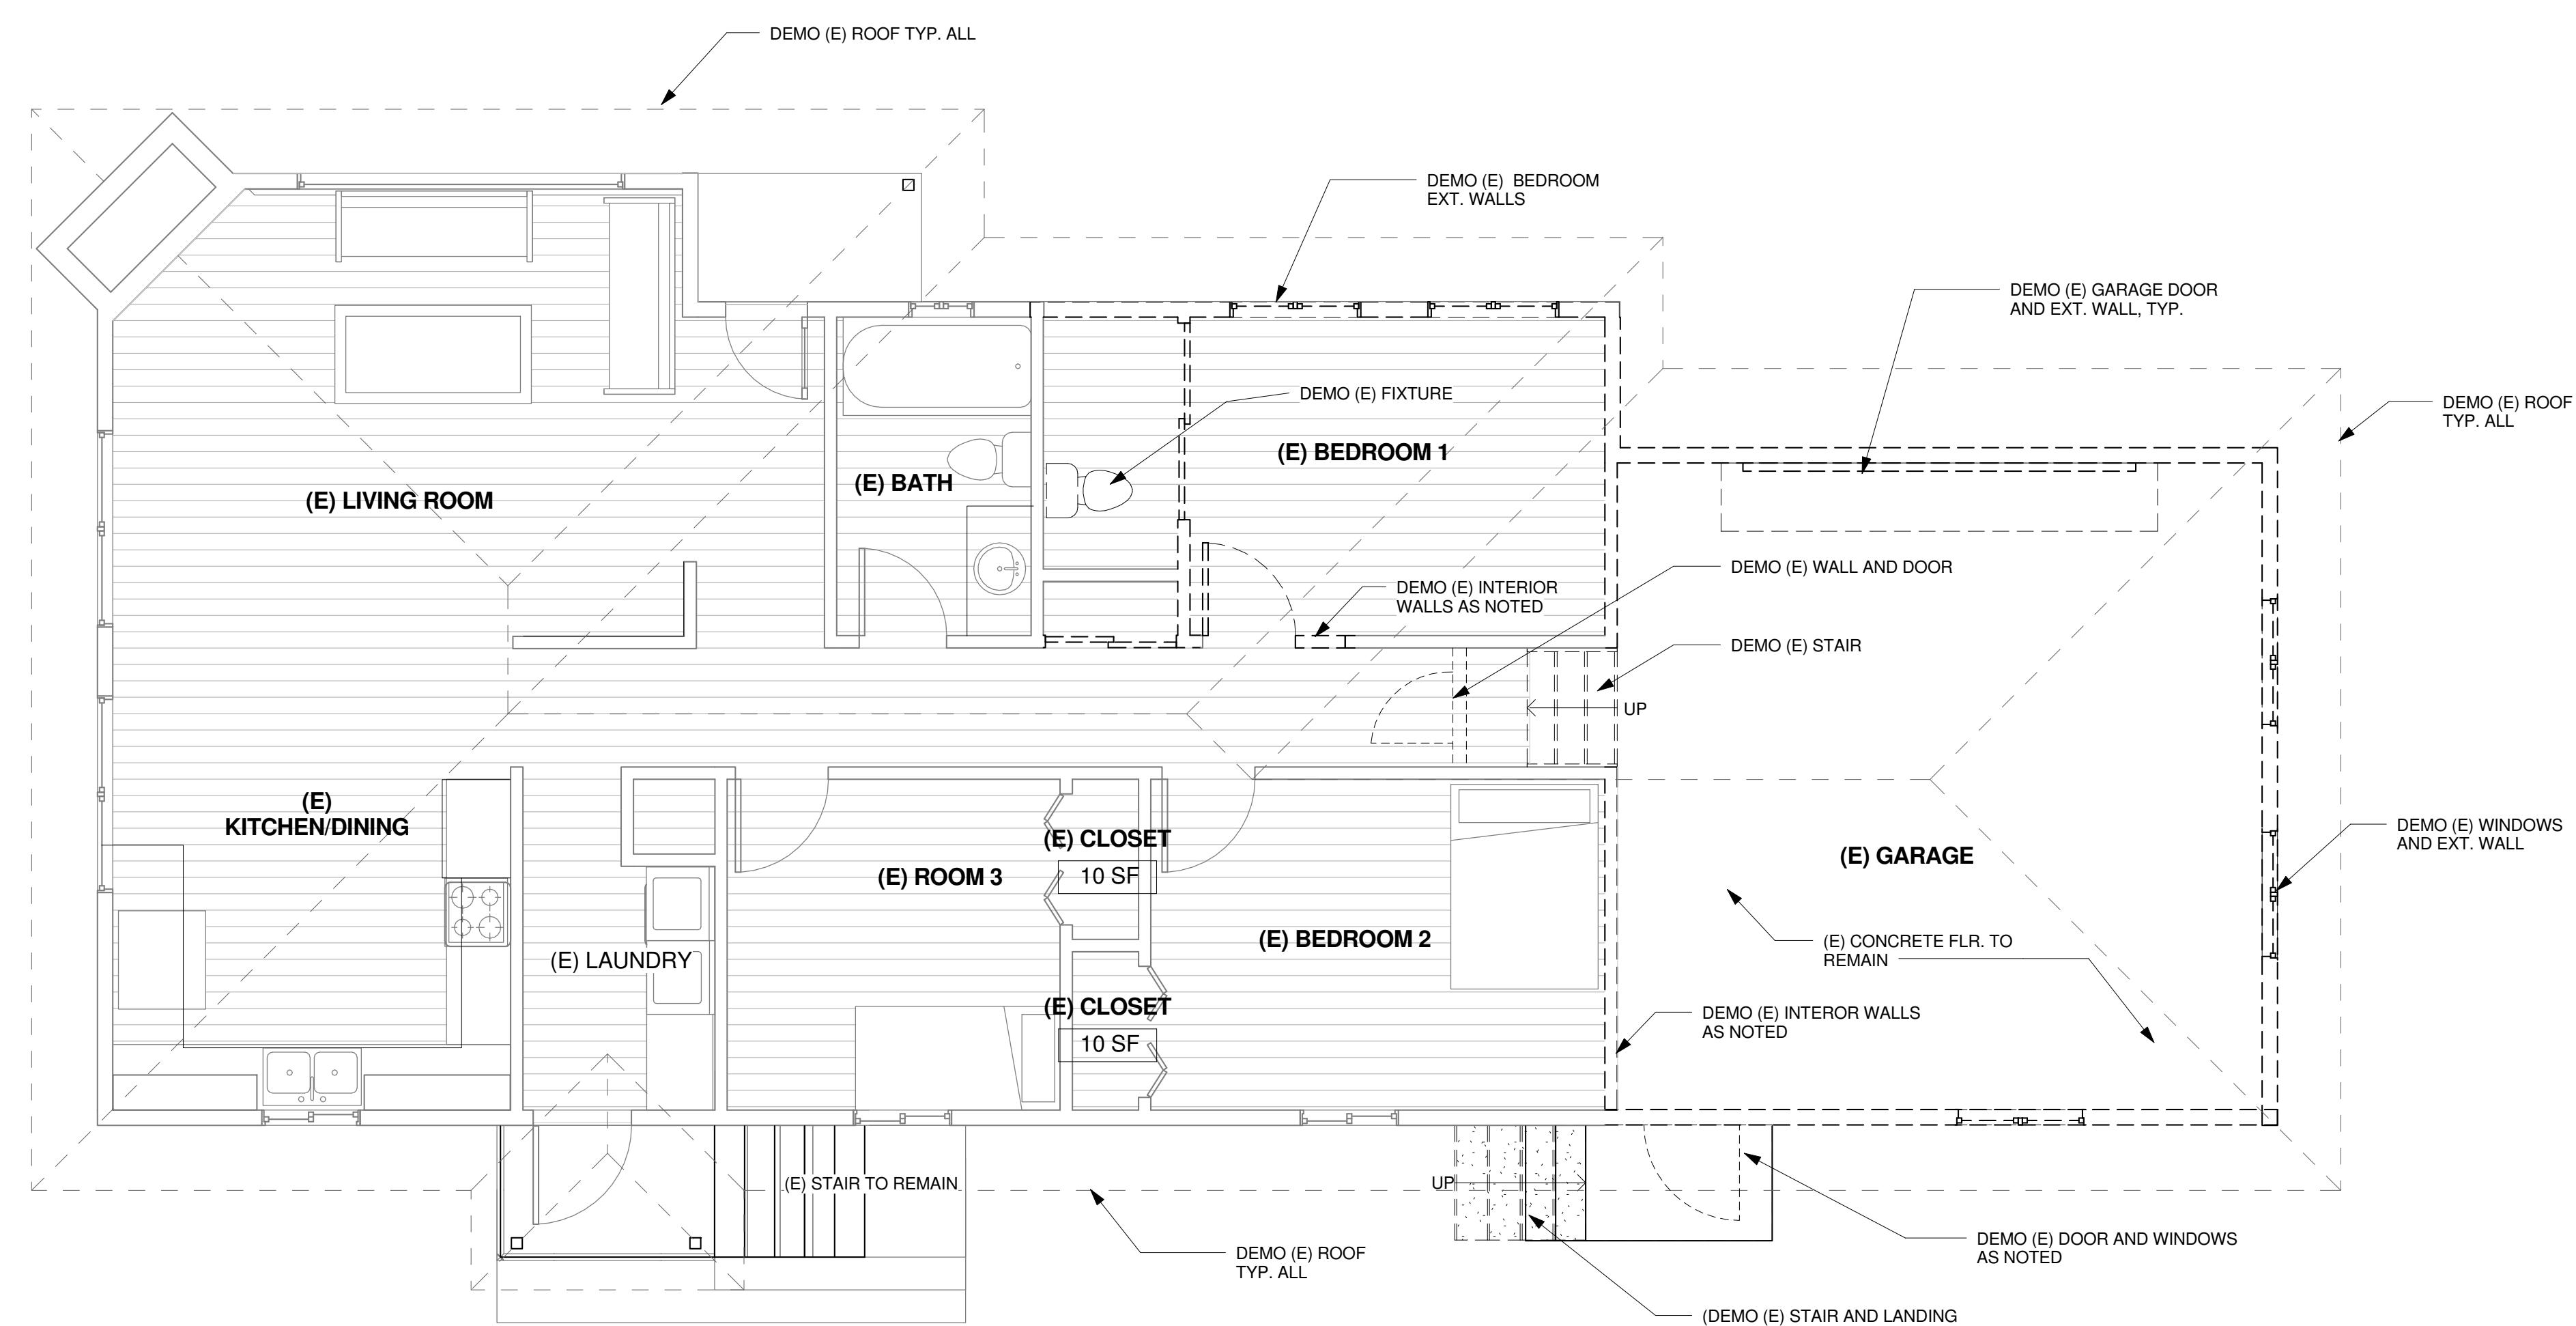 DEMO (E) ROOF TYP. ALL
DEMO (E) BEDROOM
EXT. WALLS
DEMO (E) GARAGE DOOR
AND EXT. WALL, TYP.
DEMO (E) FIXTURE
DEMO (E) ROOF
TYP. ALL
(E) BEDROOM 1
(E) BATH
(E) LIVING ROOM
DEMO (E) WALL AND DOOR
DEMO (E) INTERIOR
WALLS AS NOTED
DEMO (E) STAIR
UP
(E)
KITCHEN/DINING
(E) CLOSET
10 SF
(E) ROOM 3
(E) GARAGE
DEMO (E) WINDOWS
AND EXT. WALL
(E) BEDROOM 2
(E) LAUNDRY
(E) CONCRETE FLR. TO
REMAIN
(E) CLOSET
10 SF
DEMO (E) INTEROR WALLS
AS NOTED
(E) STAIR TO REMAIN
UP
DEMO (E) ROOF
TYP. ALL
DEMO (E) DOOR AND WINDOWS
AS NOTED
(DEMO (E) STAIR AND LANDING